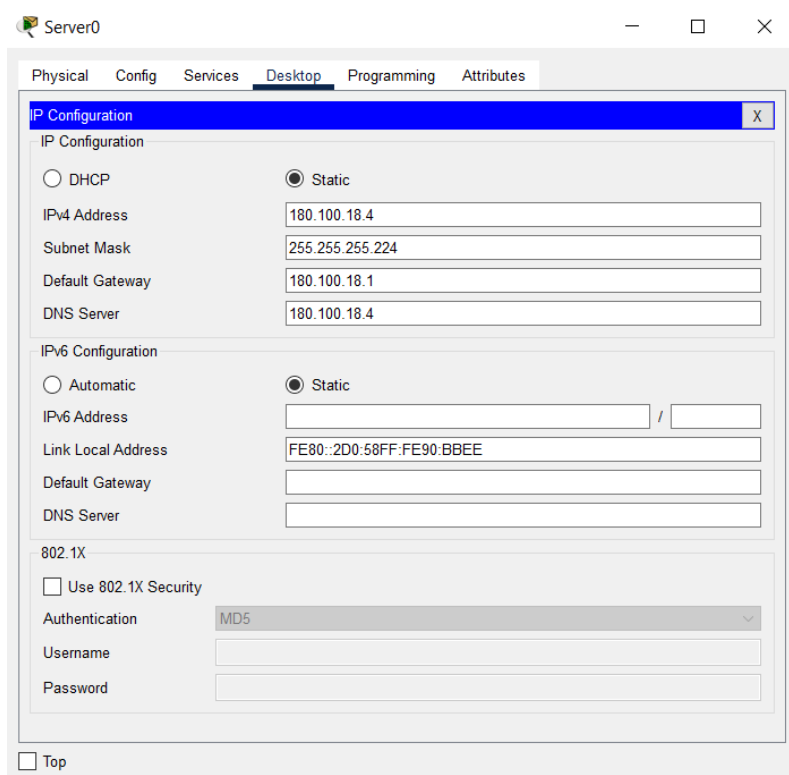 Server0
Physical Config Services Desktop Programming Attributes
IP Configuration X
IP Configuration
DHCP Static
IPv4 Address 180.100.18.4
Subnet Mask 255.255.255.224
Default Gateway 180.100.18.1
DNS Server 180.100.18.4
IPv6 Configuration
Automatic Static
IPv6 Address /
Link Local Address FE80::2D0:58FF:FE90:BBEE
Default Gateway
DNS Server
802.1X
Use 802.1X Security
Authentication MD5
Username
Password
Top